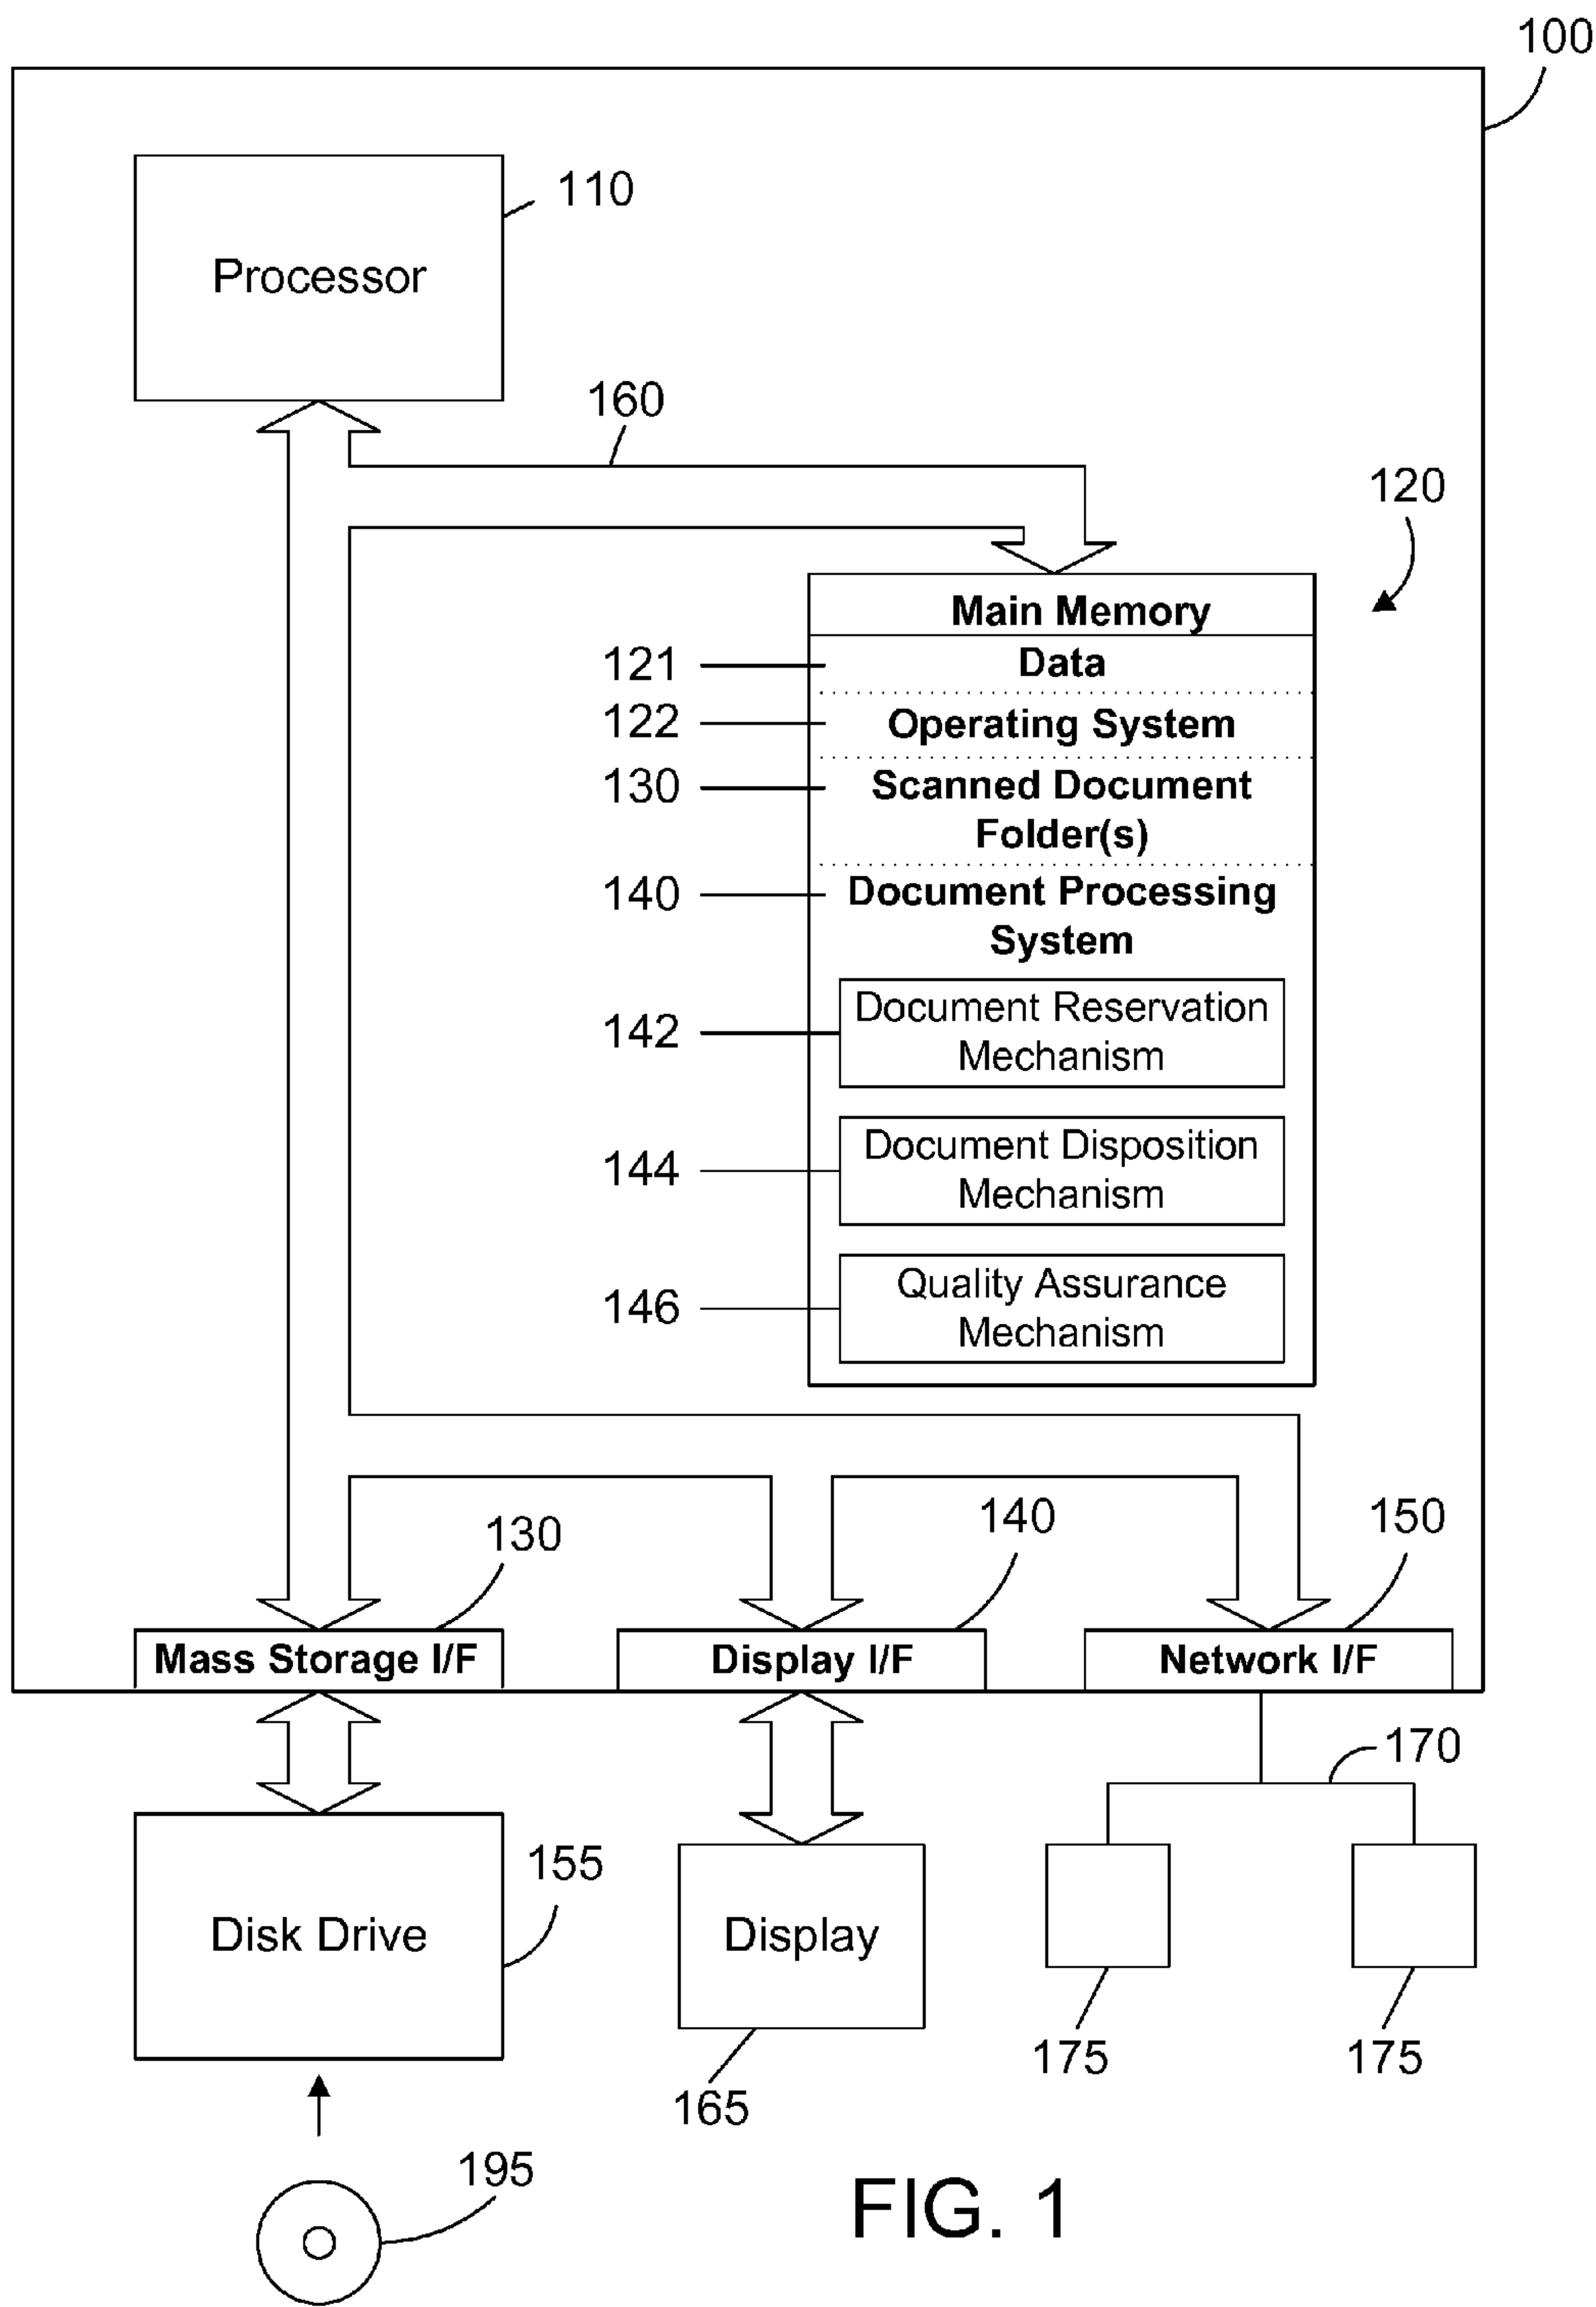 100
110
Processor
160
120
Main Memory
121 Data
122 Operating System
130 Scanned Document
Folder(s)
140 Document Processing
System
142 Document Reservation
Mechanism
144 Document Disposition
Mechanism
146 Quality Assurance
Mechanism
130 140 150
Mass Storage I/F Display I/F Network I/F
170
155
Disk Drive Display
175 175
165
195
FIG. 1